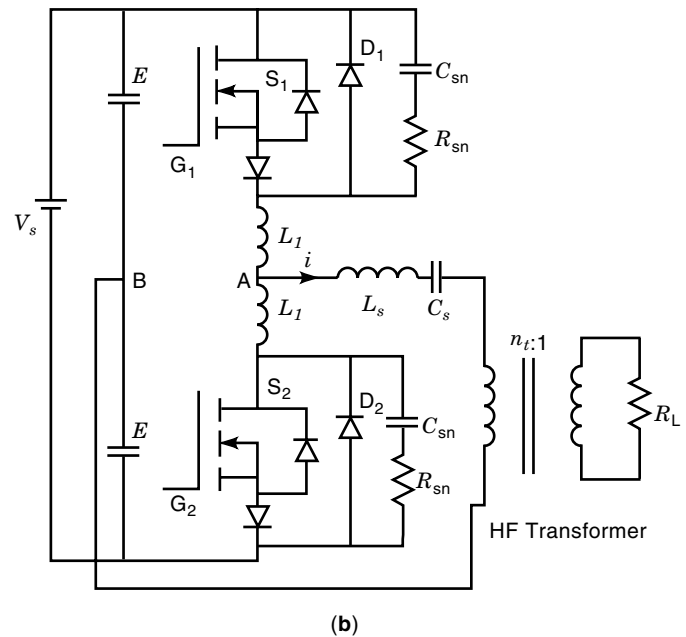 E
S₁
D₁
Cₛₙ
Rₛₙ
G₁
Vₛ
L₁
i
B
A
Lₛ
Cₛ
L₁
nₜ:1
S₂
D₂
E
Cₛₙ
R_L
Rₛₙ
G₂
HF Transformer
(b)